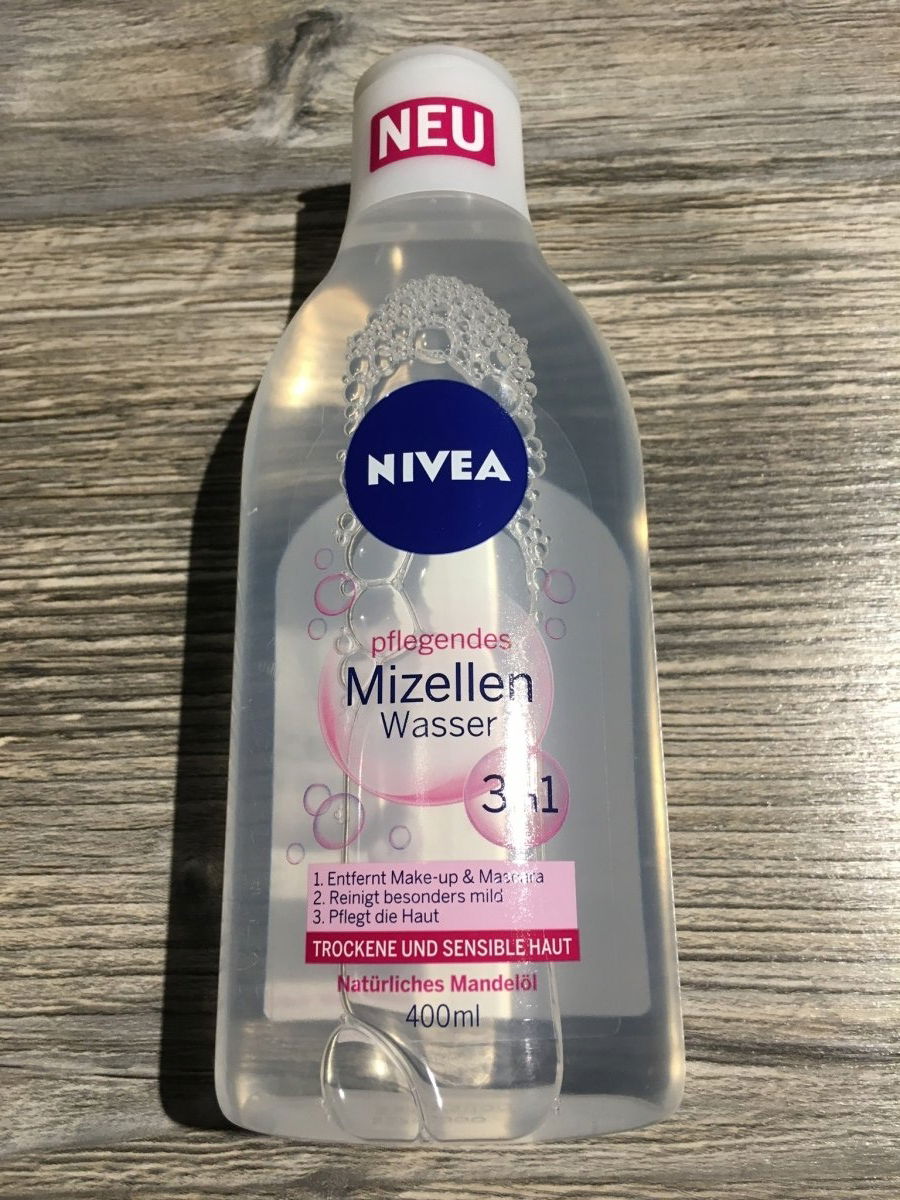 NEU
NIVEA
pflegendes
Mizellen
Wasser
3in1
1. Entfernt Make-up & Mascara
2. Reinigt besonders mild
3. Pflegt die Haut
TROCKENE UND SENSIBLE HAUT
Natürliches Mandelöl
400ml